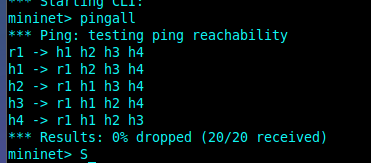 *** Starting CLI:
mininet> pingall
*** Ping: testing ping reachability
r1 -> h1 h2 h3 h4
h1 -> r1 h2 h3 h4
h2 -> r1 h1 h3 h4
h3 -> r1 h1 h2 h4
h4 -> r1 h1 h2 h3
*** Results: 0% dropped (20/20 received)
mininet> S_